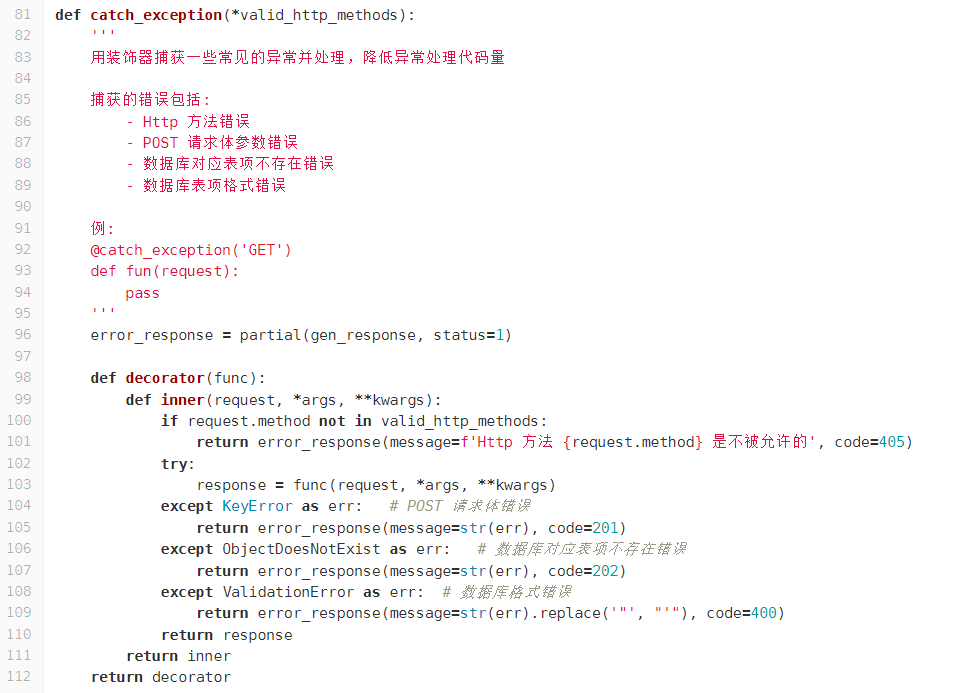 81 def catch_exception(*valid_http_methods):
82     '''
83     用装饰器捕获一些常见的异常并处理，降低异常处理代码量
84
85     捕获的错误包括:
86         - Http 方法错误
87         - POST 请求体参数错误
88         - 数据库对应表项不存在错误
89         - 数据库表项格式错误
90
91     例:
92     @catch_exception('GET')
93     def fun(request):
94         pass
95     '''
96     error_response = partial(gen_response, status=1)
97
98     def decorator(func):
99         def inner(request, *args, **kwargs):
100             if request.method not in valid_http_methods:
101                 return error_response(message=f'Http 方法 {request.method} 是不被允许的', code=405)
102             try:
103                 response = func(request, *args, **kwargs)
104             except KeyError as err:   # POST 请求体错误
105                 return error_response(message=str(err), code=201)
106             except ObjectDoesNotExist as err:   # 数据库对应表项不存在错误
107                 return error_response(message=str(err), code=202)
108             except ValidationError as err:  # 数据库格式错误
109                 return error_response(message=str(err).replace('"', "'"), code=400)
110             return response
111         return inner
112     return decorator